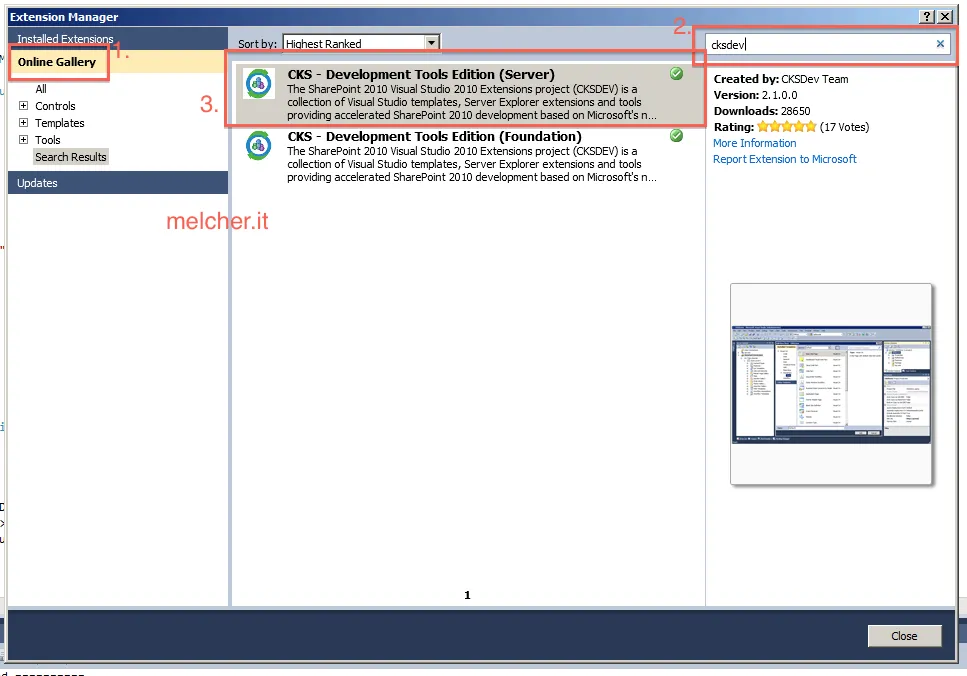 Extension Manager
Installed Extensions
1.
Online Gallery
All
Controls
Templates
Tools
Search Results
Updates
melcher.it
Sort by: Highest Ranked
2.
cksdev
3.
CKS - Development Tools Edition (Server)
The SharePoint 2010 Visual Studio 2010 Extensions project (CKSDEV) is a
collection of Visual Studio templates, Server Explorer extensions and tools
providing accelerated SharePoint 2010 development based on Microsoft's n...
CKS - Development Tools Edition (Foundation)
The SharePoint 2010 Visual Studio 2010 Extensions project (CKSDEV) is a
collection of Visual Studio templates, Server Explorer extensions and tools
providing accelerated SharePoint 2010 development based on Microsoft's n...
1
Created by: CKSDev Team
Version: 2.1.0.0
Downloads: 28650
Rating: (17 Votes)
More Information
Report Extension to Microsoft
Close